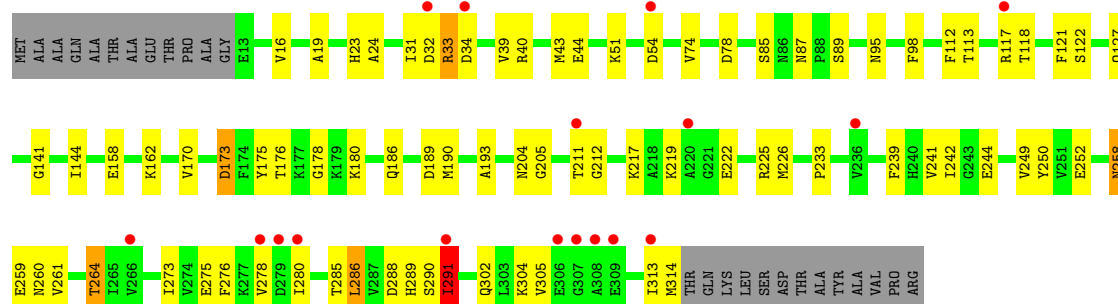 MET ALA ALA GLN ALA THR ALA GLU THR PRO ALA GLY E13 V16 A19 H23 A24 I31 D32 R33 D34 V39 R40 M43 E44 K51 D54 V74 D78 S85 N86 N87 P88 S89 N95 F98 F112 T113 R117 T118 F121 S122
G141 I144 E158 K162 V170 D173 F174 Y175 T176 K177 G178 K179 K180 Q186 D189 M190 A193 N204 G205 T211 G212 K217 A218 K219 A220 G221 E222 R225 M226 P233 V236 F239 H240 V241 I242 G243 E244 V249 Y250 V251 E252 N258
E259 N260 V261 T264 I265 V266 I273 V274 E275 F276 K277 V278 D279 I280 T285 L286 V287 D288 H289 S290 I291 Q302 L303 K304 V305 E306 G307 A308 E309 I313 M314 THR GLN LYS LEU SER ASP THR ALA TYR ALA VAL PRO ARG